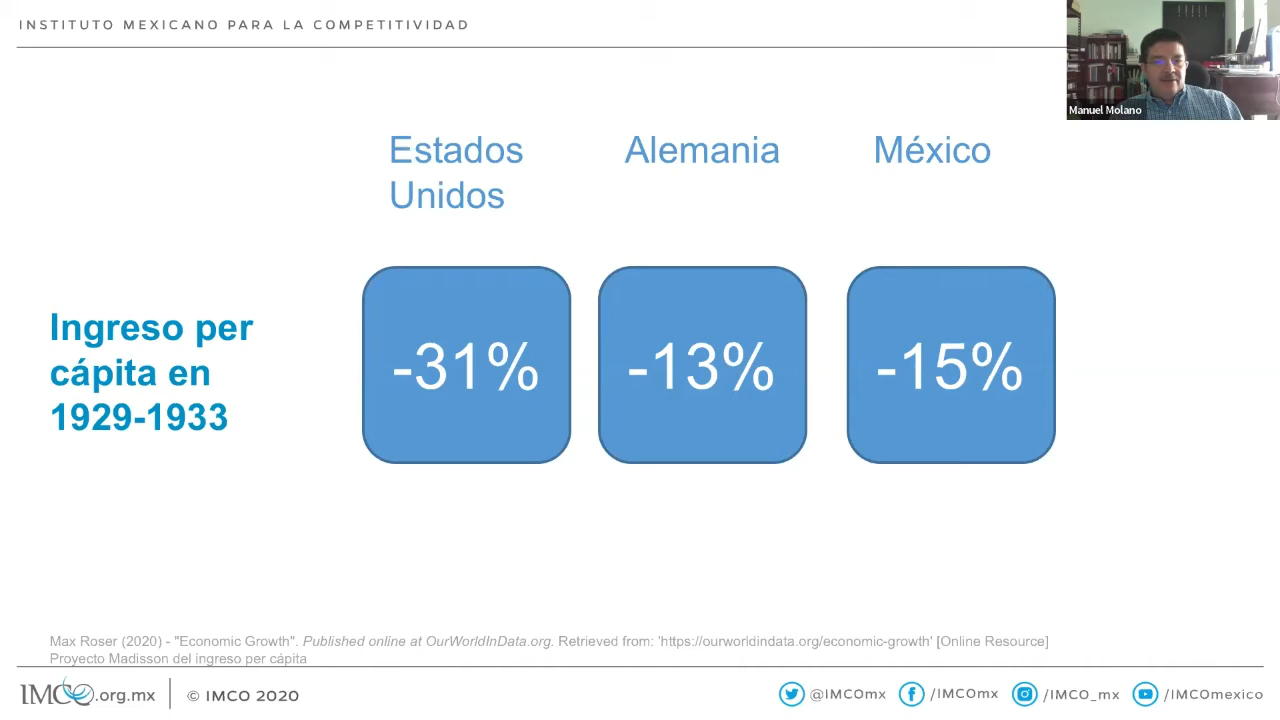 INSTITUTO MEXICANO PARA LA COMPETITIVIDAD
Manuel Molano
Estados
Unidos
Alemania
México
Ingreso per
cápita en
1929-1933
-31%
-13%
-15%
Max Roser (2020) - "Economic Growth". Published online at OurWorldInData.org. Retrieved from: 'https://ourworldindata.org/economic-growth' [Online Resource]
Proyecto Madisson del ingreso per cápita
IMCO.org.mx
© IMCO 2020
@IMCOmx
/IMCOmx
/IMCO_mx
/IMCOmexico